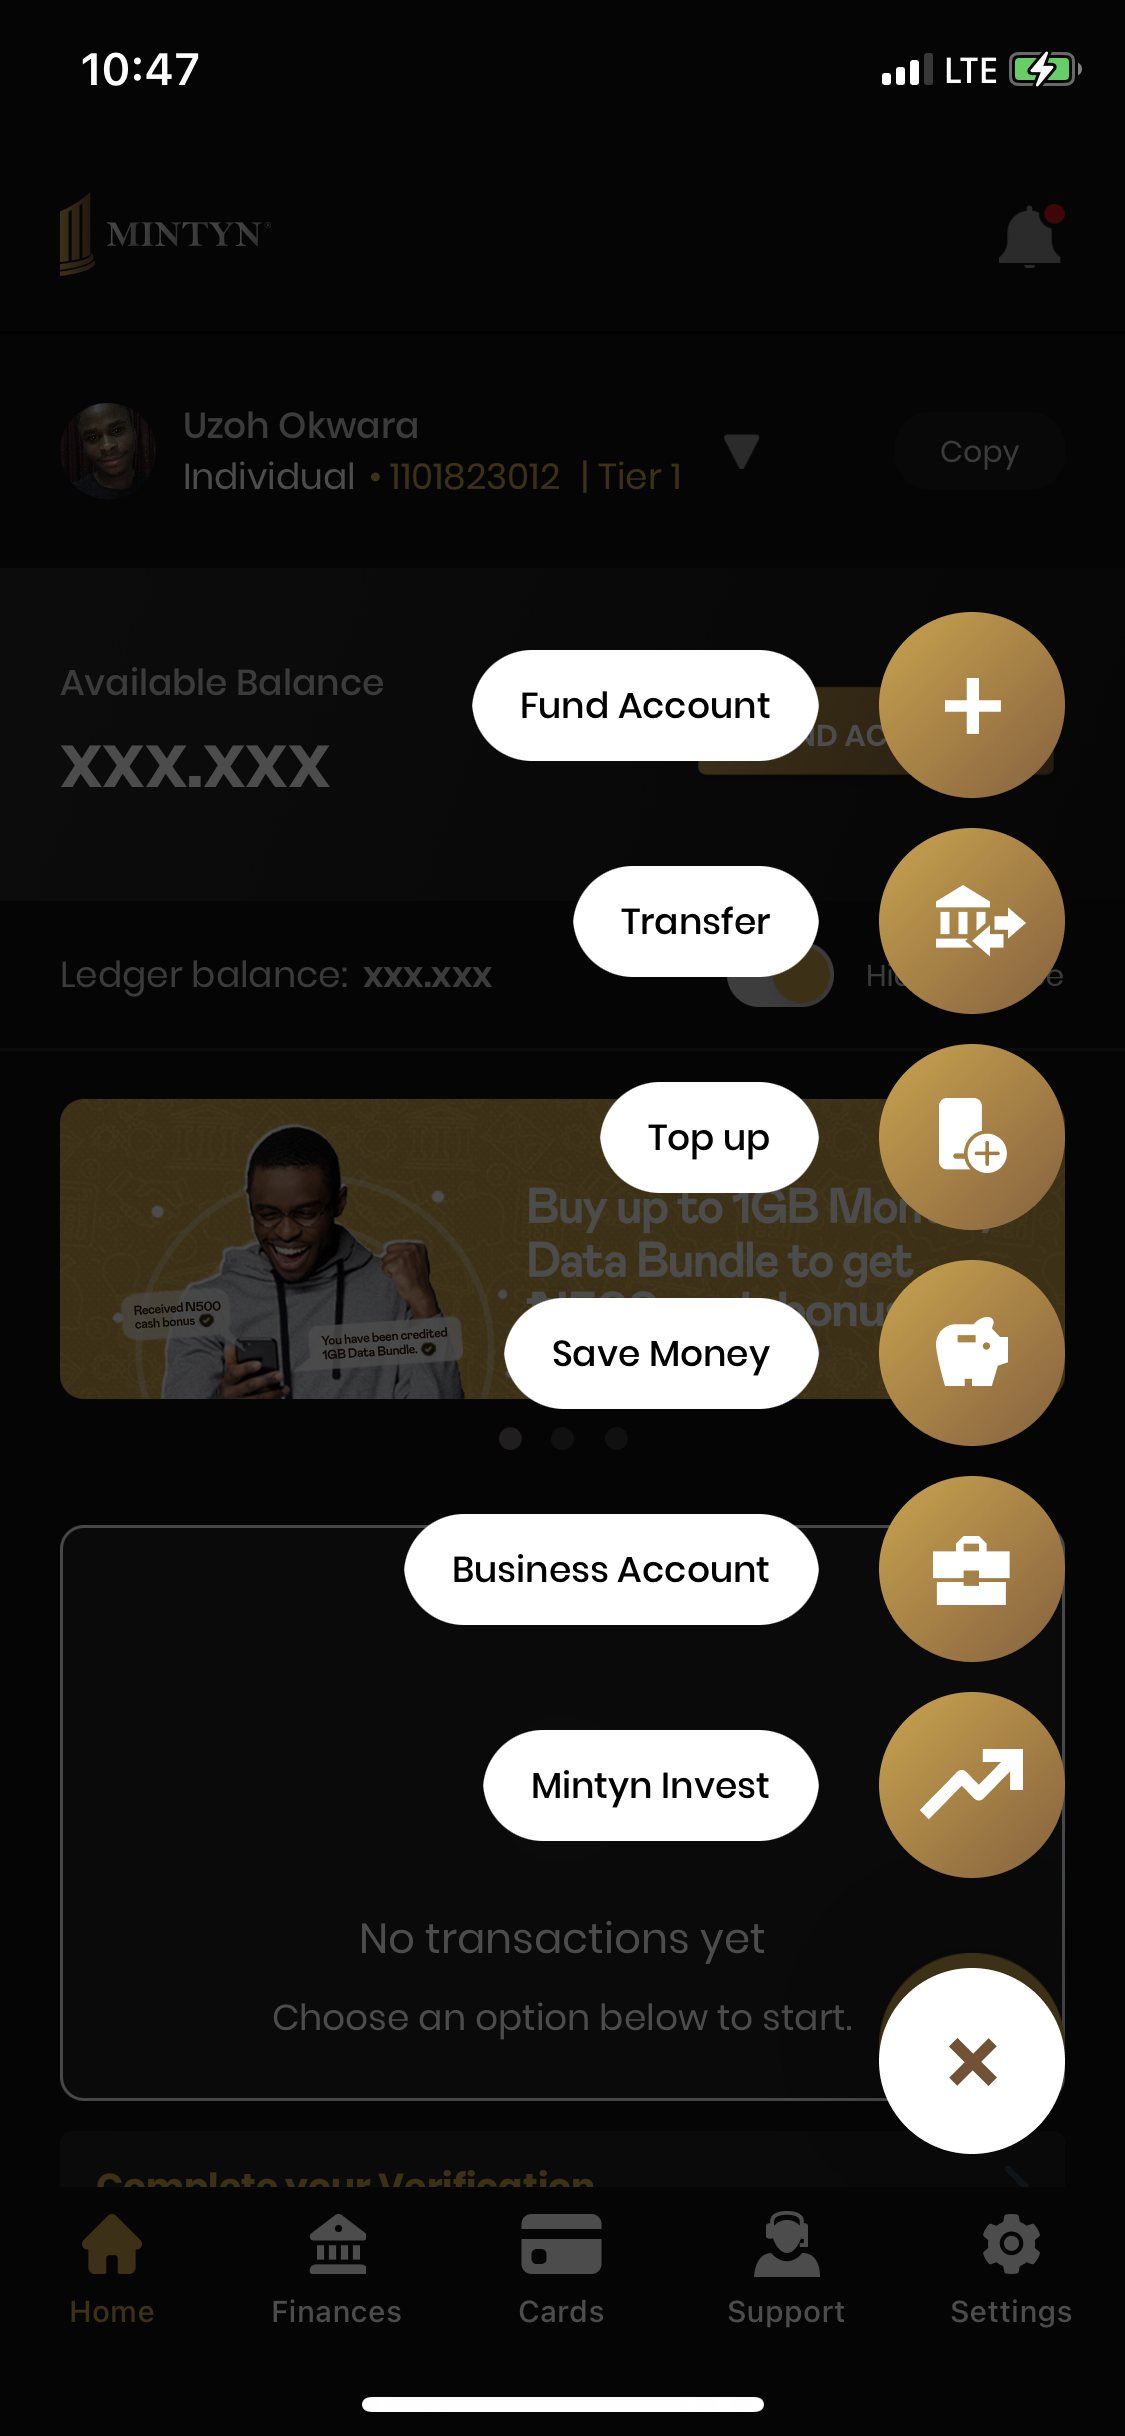 10:47
LTE
MINTYN®
Uzoh Okwara
Individual • 1101823012 | Tier 1
Copy
Available Balance
xxx.xxx
Fund Account
Transfer
Ledger balance: xxx.xxx
Top up
Buy up to 1GB
Data Bundle to get
bonus
Received N500
cash bonus
You have been credited
1GB Data Bundle.
Save Money
Business Account
Mintyn Invest
No transactions yet
Choose an option below to start.
Complete your Verification
Home
Finances
Cards
Support
Settings